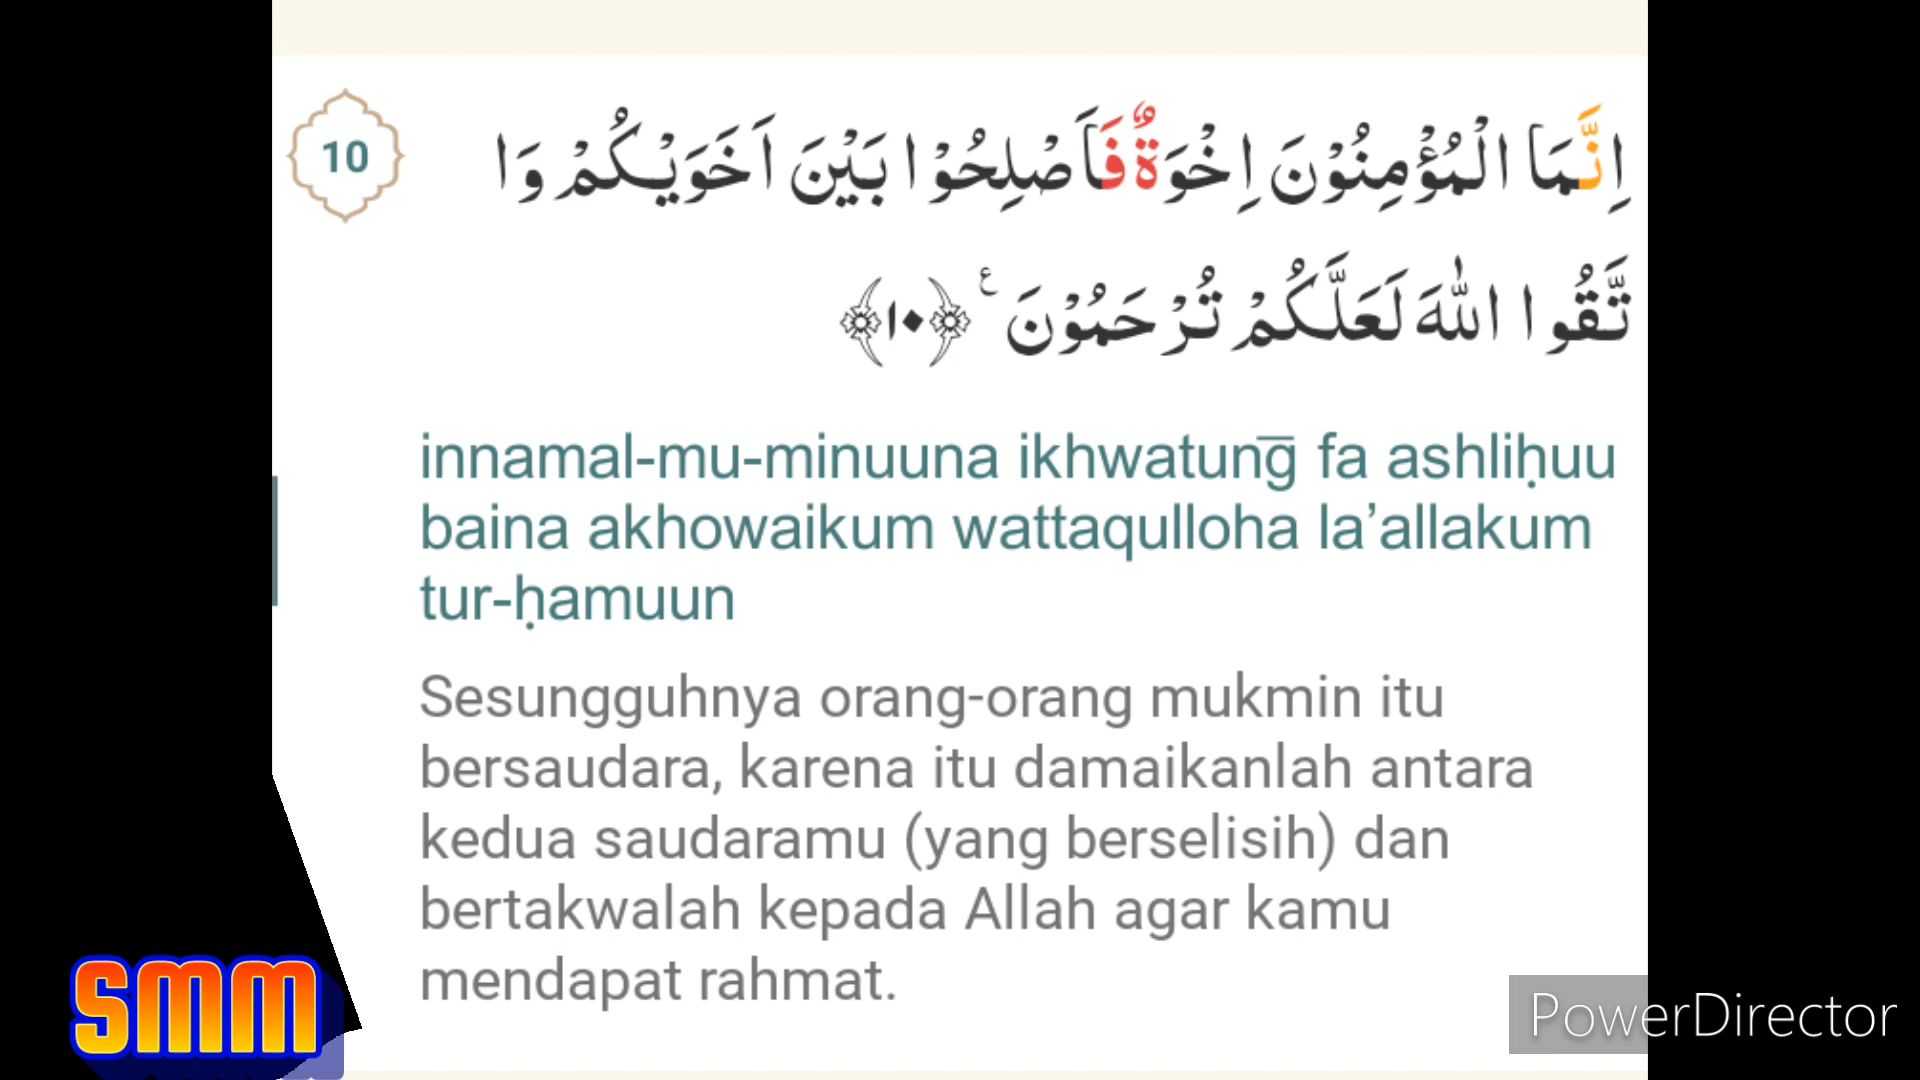 10
اِنَّمَا الْمُؤْمِنُوْنَ اِخْوَةٌ فَاَصْلِحُوْا بَيْنَ اَخَوَيْكُمْ وَا
تَّقُوا اللّٰهَ لَعَلَّكُمْ تُرْحَمُوْنَ ࣖ ﴿١٠﴾
innamal-mu-minuuna ikhwatung̅ fa ashliḥuu
baina akhowaikum wattaqulloha la’allakum
tur-ḥamuun
Sesungguhnya orang-orang mukmin itu
bersaudara, karena itu damaikanlah antara
kedua saudaramu (yang berselisih) dan
bertakwalah kepada Allah agar kamu
mendapat rahmat.
SMM
PowerDirector